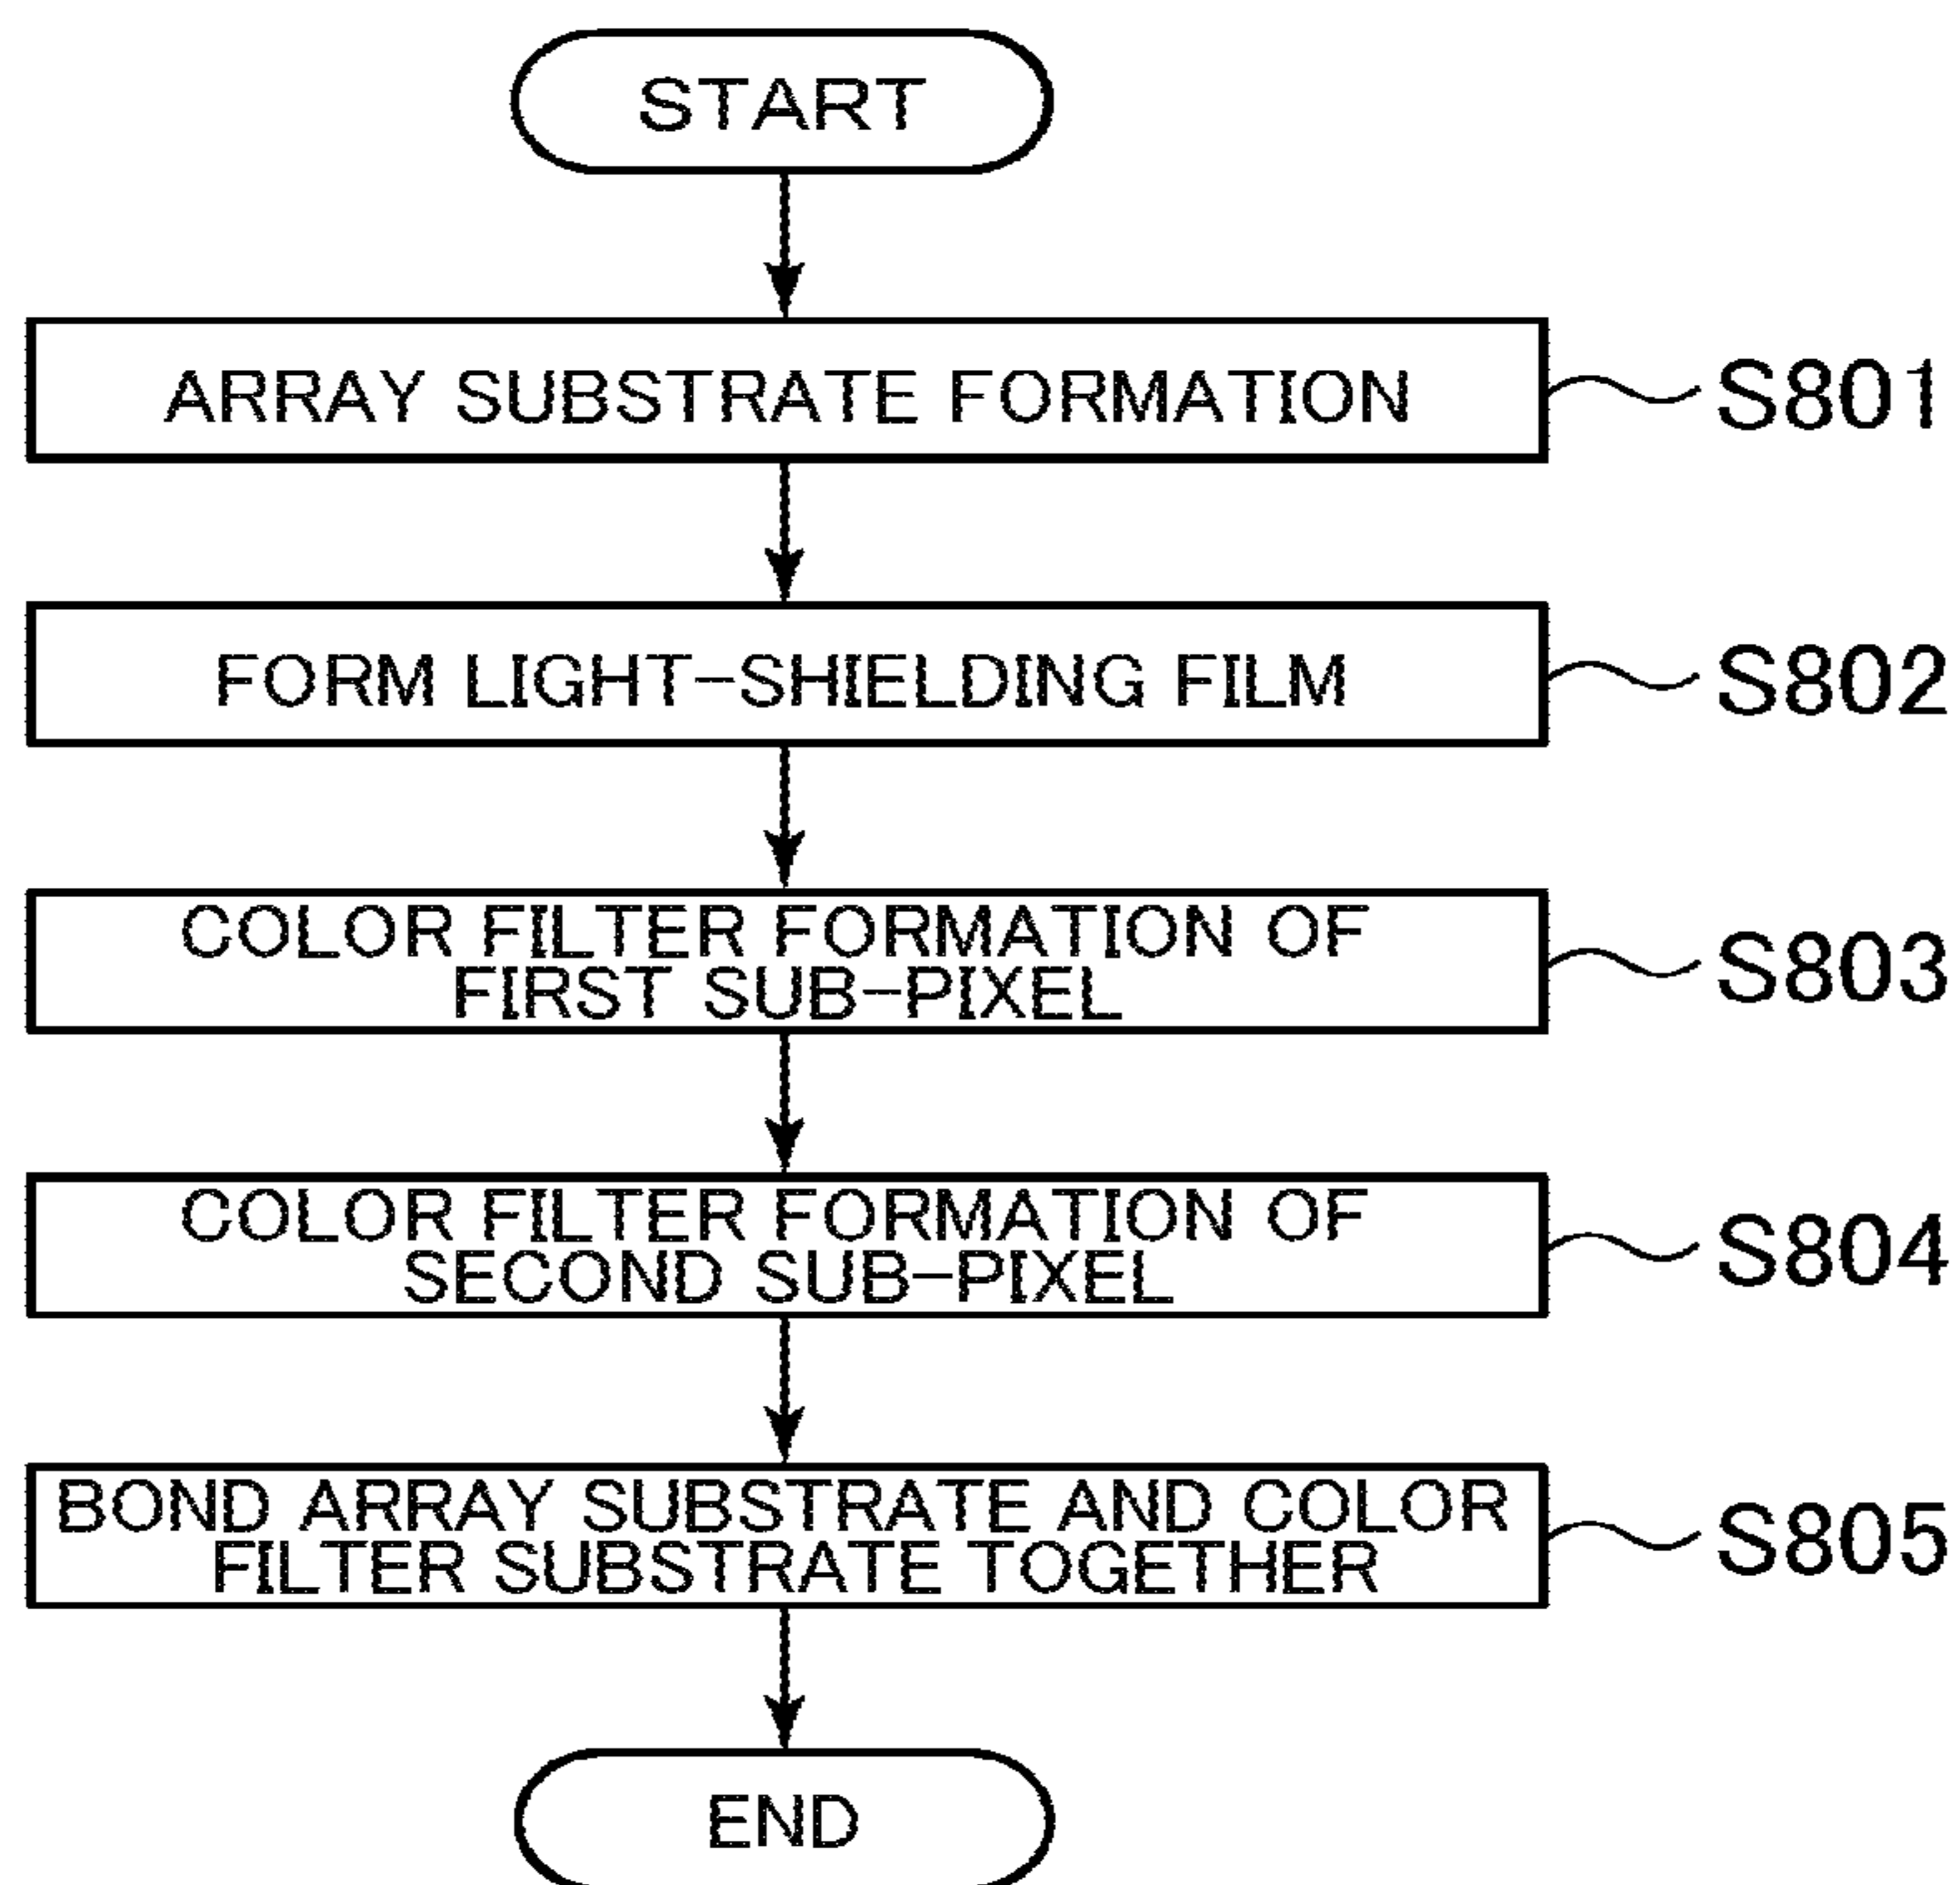 START
ARRAY SUBSTRATE FORMATION
S801
FORM LIGHT-SHIELDING FILM
S802
COLOR FILTER FORMATION OF
FIRST SUB-PIXEL
S803
COLOR FILTER FORMATION OF
SECOND SUB-PIXEL
S804
BOND ARRAY SUBSTRATE AND COLOR
FILTER SUBSTRATE TOGETHER
S805
END